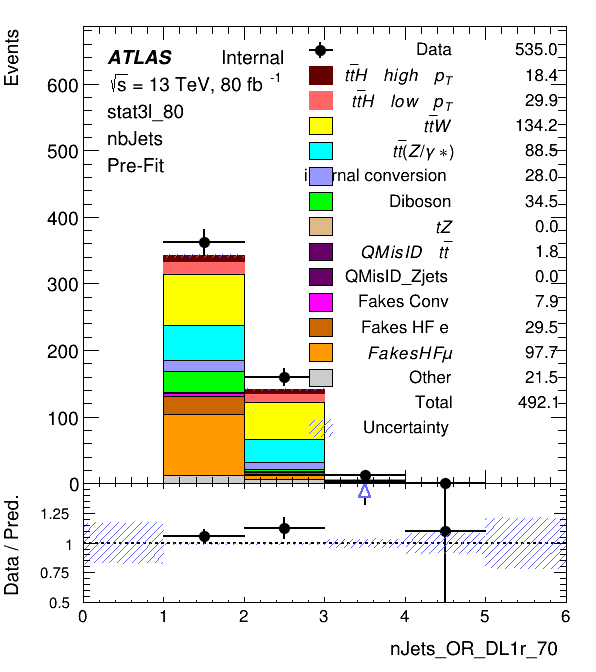 Events
ATLAS Internal
√s = 13 TeV, 80 fb -1
stat3l_80
nbJets
Pre-Fit
Data 535.0
tt̄H high pT 18.4
tt̄H low pT 29.9
tt̄W 134.2
tt̄(Z/γ*) 88.5
internal conversion 28.0
Diboson 34.5
tZ 0.0
QMisID tt̄ 1.8
QMisID_Zjets 0.0
Fakes Conv 7.9
Fakes HF e 29.5
FakesHFμ 97.7
Other 21.5
Total 492.1
Uncertainty
600
500
400
300
200
100
0
Data / Pred.
1.25
1
0.75
0.5
0 1 2 3 4 5 6
nJets_OR_DL1r_70